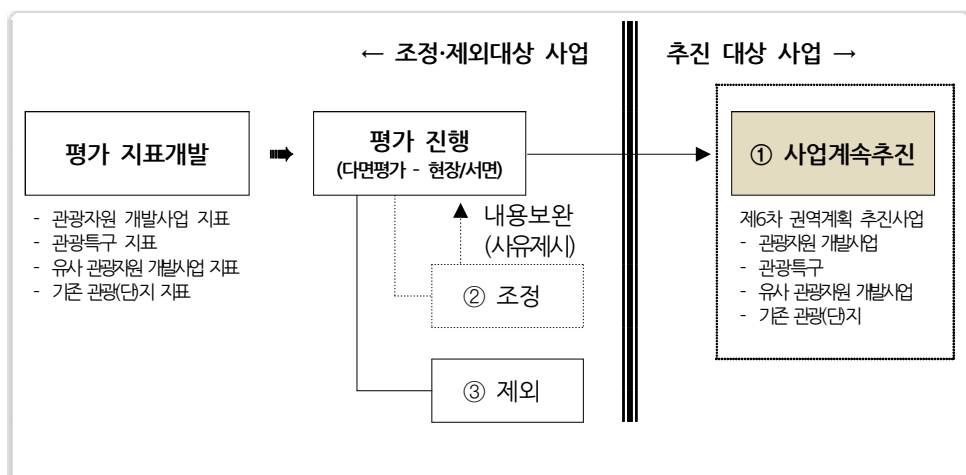 ← 조정·제외대상 사업
추진 대상 사업 →
평가 지표개발
- 관광자원 개발사업 지표
- 관광특구 지표
- 유사 관광자원 개발사업 지표
- 기존 관광(단)지 지표
평가 진행
(다면평가 - 현장/서면)
내용보완
(사유제시)
② 조정
③ 제외
① 사업계속추진
제6차 권역계획 추진사업
- 관광자원 개발사업
- 관광특구
- 유사 관광자원 개발사업
- 기존 관광(단)지